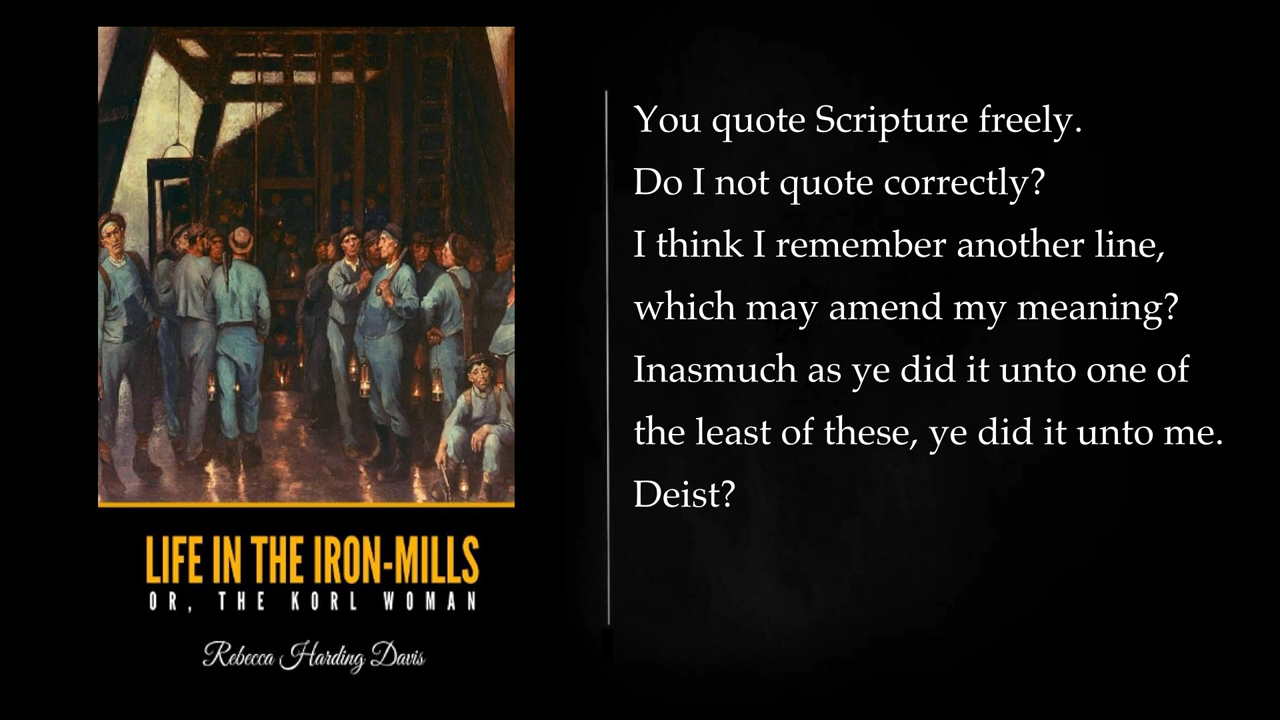 LIFE IN THE IRON-MILLS
OR, THE KORL WOMAN
Rebecca Harding Davis
You quote Scripture freely.
Do I not quote correctly?
I think I remember another line,
which may amend my meaning?
Inasmuch as ye did it unto one of
the least of these, ye did it unto me.
Deist?